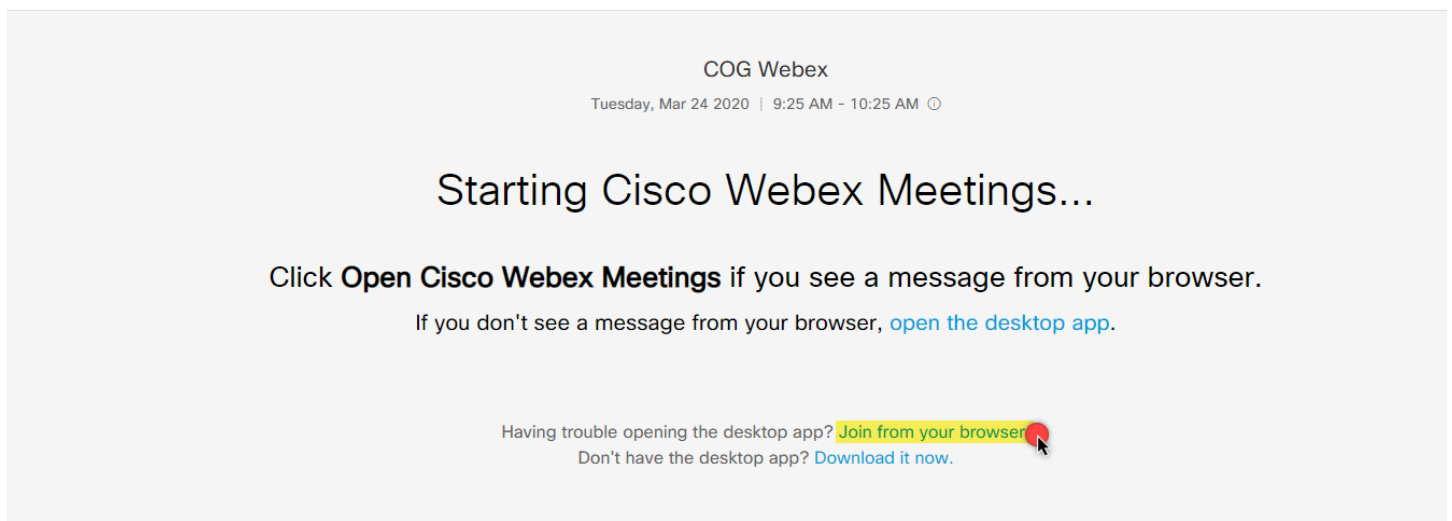 COG Webex
Tuesday, Mar 24 2020 | 9:25 AM - 10:25 AM
Starting Cisco Webex Meetings...
Click Open Cisco Webex Meetings if you see a message from your browser.
If you don't see a message from your browser, open the desktop app.
Having trouble opening the desktop app? Join from your browser
Don't have the desktop app? Download it now.